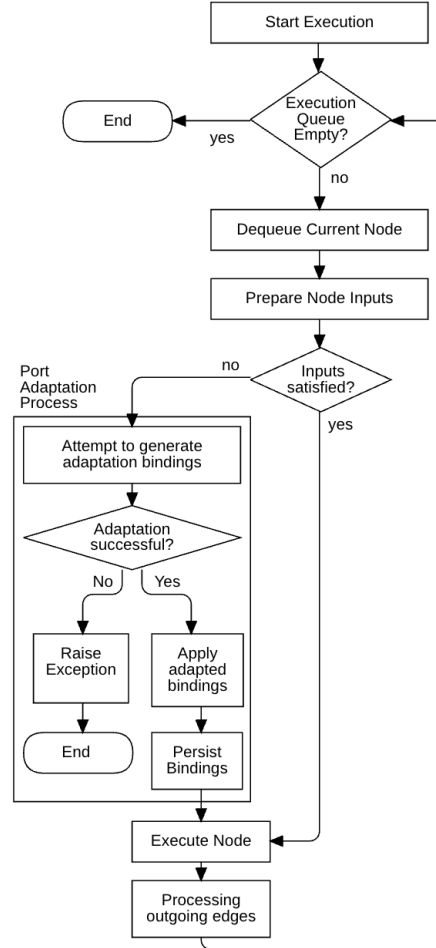 Start Execution
Execution
Queue
Empty?
End
yes
no
Dequeue Current Node
Prepare Node Inputs
Inputs
satisfied?
no
yes
Port
Adaptation
Process
Attempt to generate
adaptation bindings
Adaptation
successful?
No
Yes
Raise
Exception
Apply
adapted
bindings
End
Persist
Bindings
Execute Node
Processing
outgoing edges